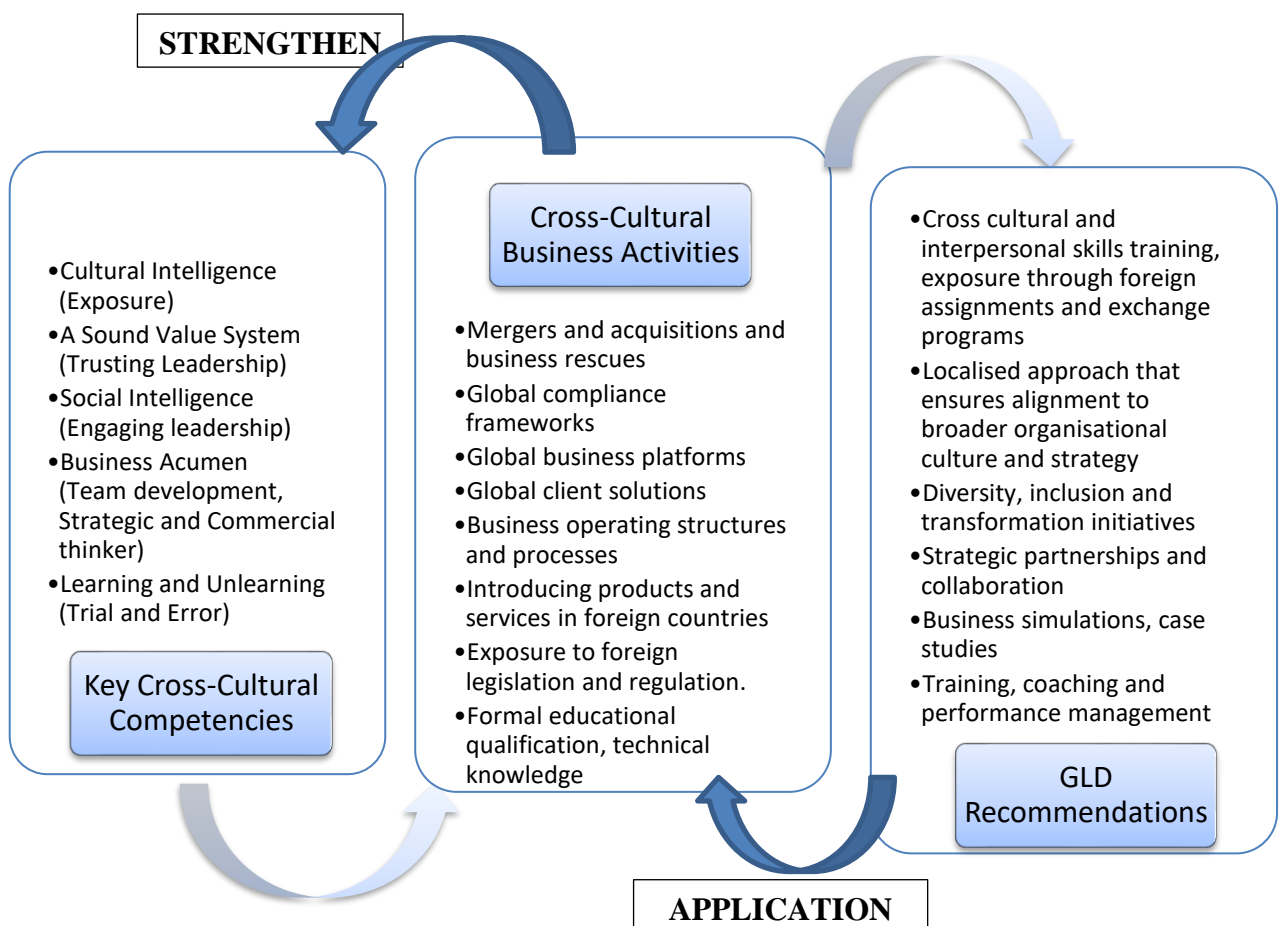 STRENGTHEN
•Cultural Intelligence
(Exposure)
•A Sound Value System
(Trusting Leadership)
•Social Intelligence
(Engaging leadership)
•Business Acumen
(Team development,
Strategic and Commercial
thinker)
•Learning and Unlearning
(Trial and Error)
Key Cross-Cultural
Competencies
Cross-Cultural
Business Activities
•Mergers and acquisitions and
business rescues
•Global compliance
frameworks
•Global business platforms
•Global client solutions
•Business operating structures
and processes
•Introducing products and
services in foreign countries
•Exposure to foreign
legislation and regulation.
•Formal educational
qualification, technical
knowledge
•Cross cultural and
interpersonal skills training,
exposure through foreign
assignments and exchange
programs
•Localised approach that
ensures alignment to
broader organisational
culture and strategy
•Diversity, inclusion and
transformation initiatives
•Strategic partnerships and
collaboration
•Business simulations, case
studies
•Training, coaching and
performance management
GLD
Recommendations
APPLICATION